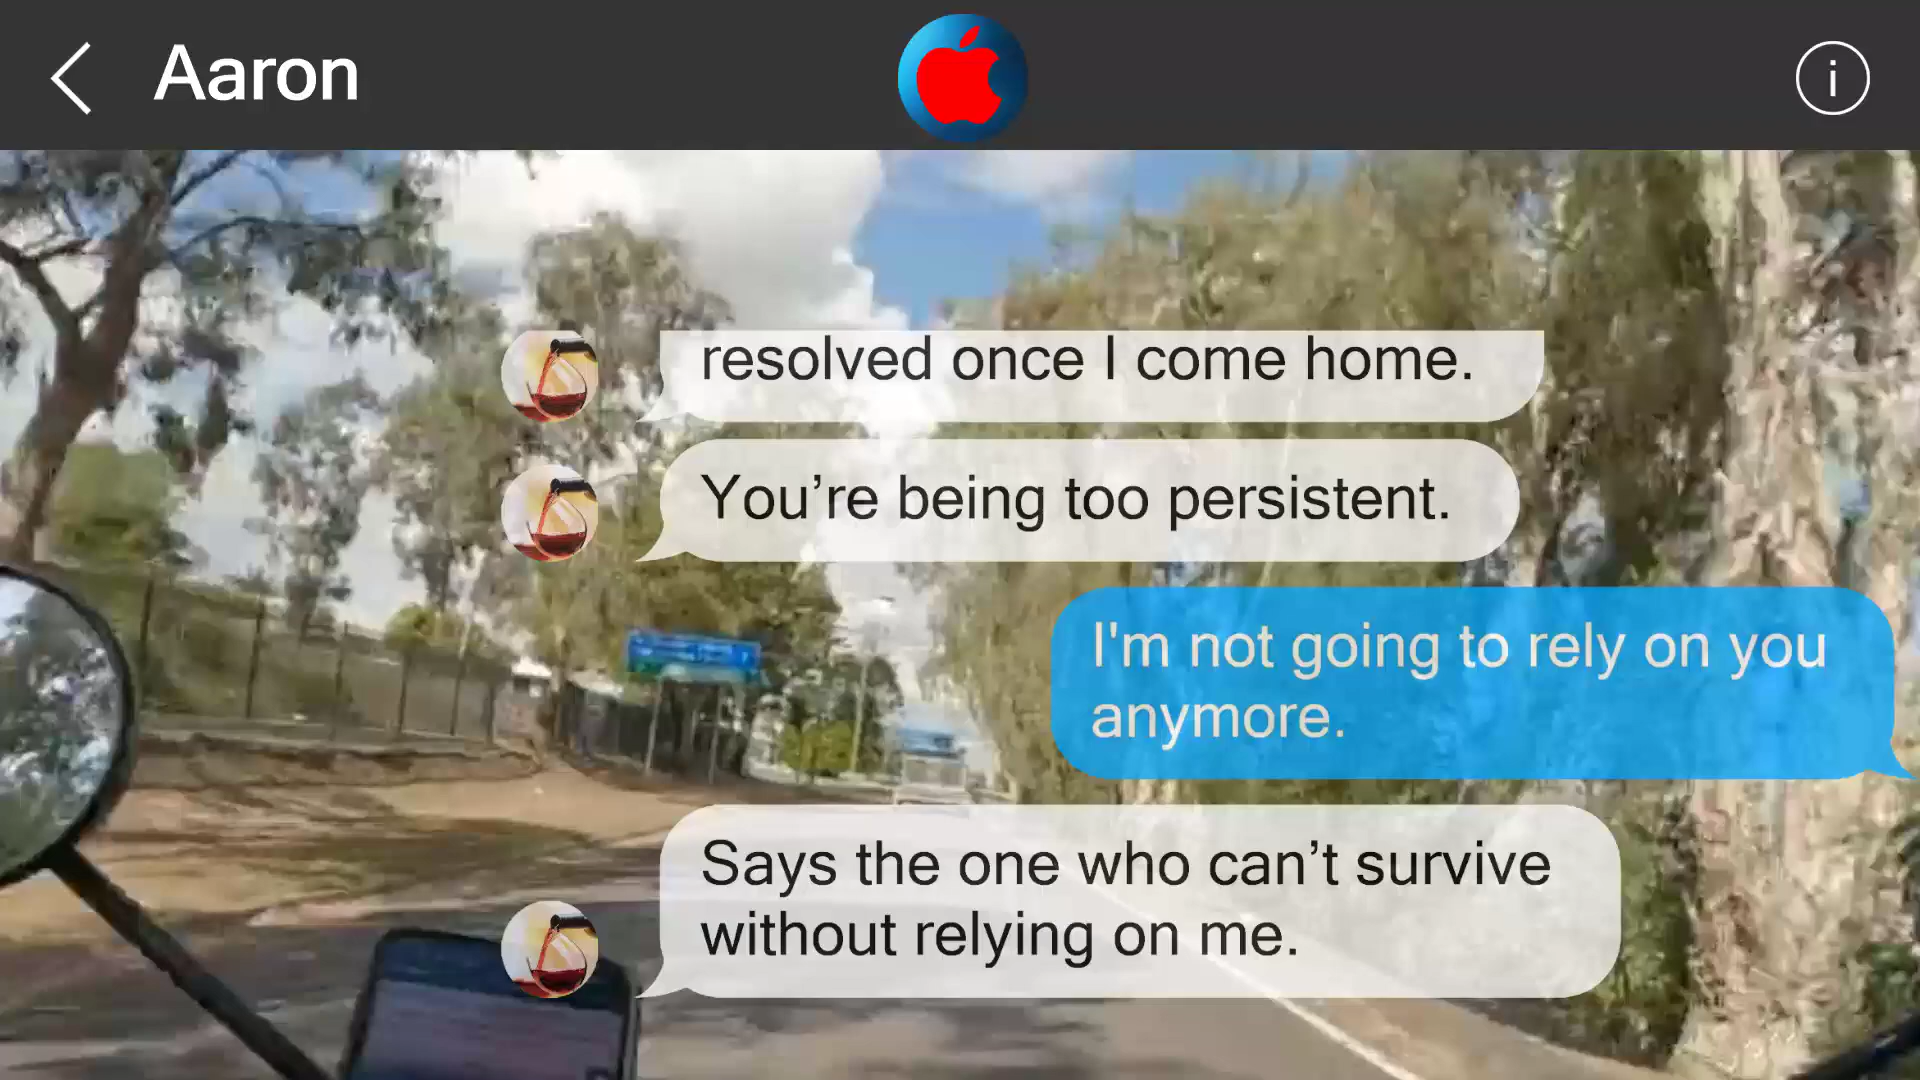 Aaron
i
resolved once I come home.
You’re being too persistent.
I'm not going to rely on you
anymore.
Says the one who can’t survive
without relying on me.